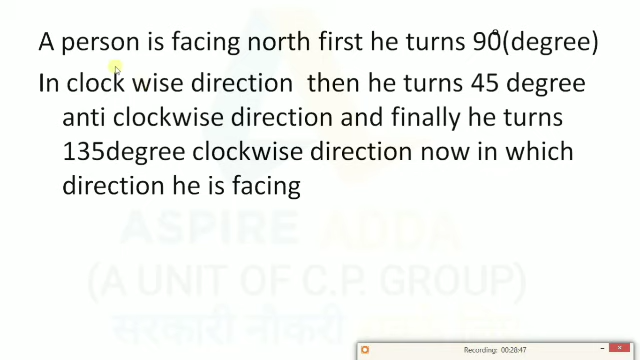 A person is facing north first he turns 90°(degree)
In clock wise direction then he turns 45 degree
anti clockwise direction and finally he turns
135degree clockwise direction now in which
direction he is facing
ASPIRE ADDA
(A UNIT OF C.P. GROUP)
सरकारी नौकरी
Recording: 00:28:47